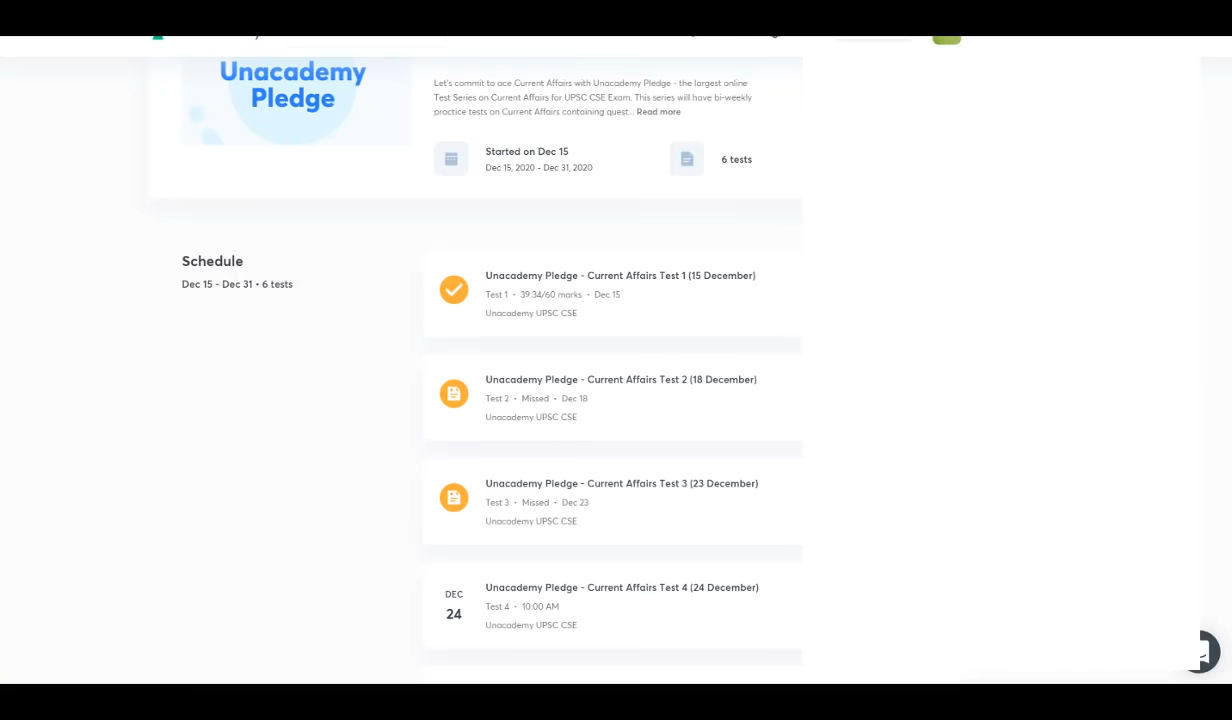 Unacademy
Pledge
Let's commit to ace Current Affairs with Unacademy Pledge - the largest online
Test Series on Current Affairs for UPSC CSE Exam. This series will have bi-weekly
practice tests on Current Affairs containing quest... Read more
Started on Dec 15
Dec 15, 2020 - Dec 31, 2020
6 tests
Schedule
Dec 15 - Dec 31 • 6 tests
Unacademy Pledge - Current Affairs Test 1 (15 December)
Test 1 • 39.34/60 marks • Dec 15
Unacademy UPSC CSE
Unacademy Pledge - Current Affairs Test 2 (18 December)
Test 2 • Missed • Dec 18
Unacademy UPSC CSE
Unacademy Pledge - Current Affairs Test 3 (23 December)
Test 3 • Missed • Dec 23
Unacademy UPSC CSE
DEC
24
Unacademy Pledge - Current Affairs Test 4 (24 December)
Test 4 • 10:00 AM
Unacademy UPSC CSE